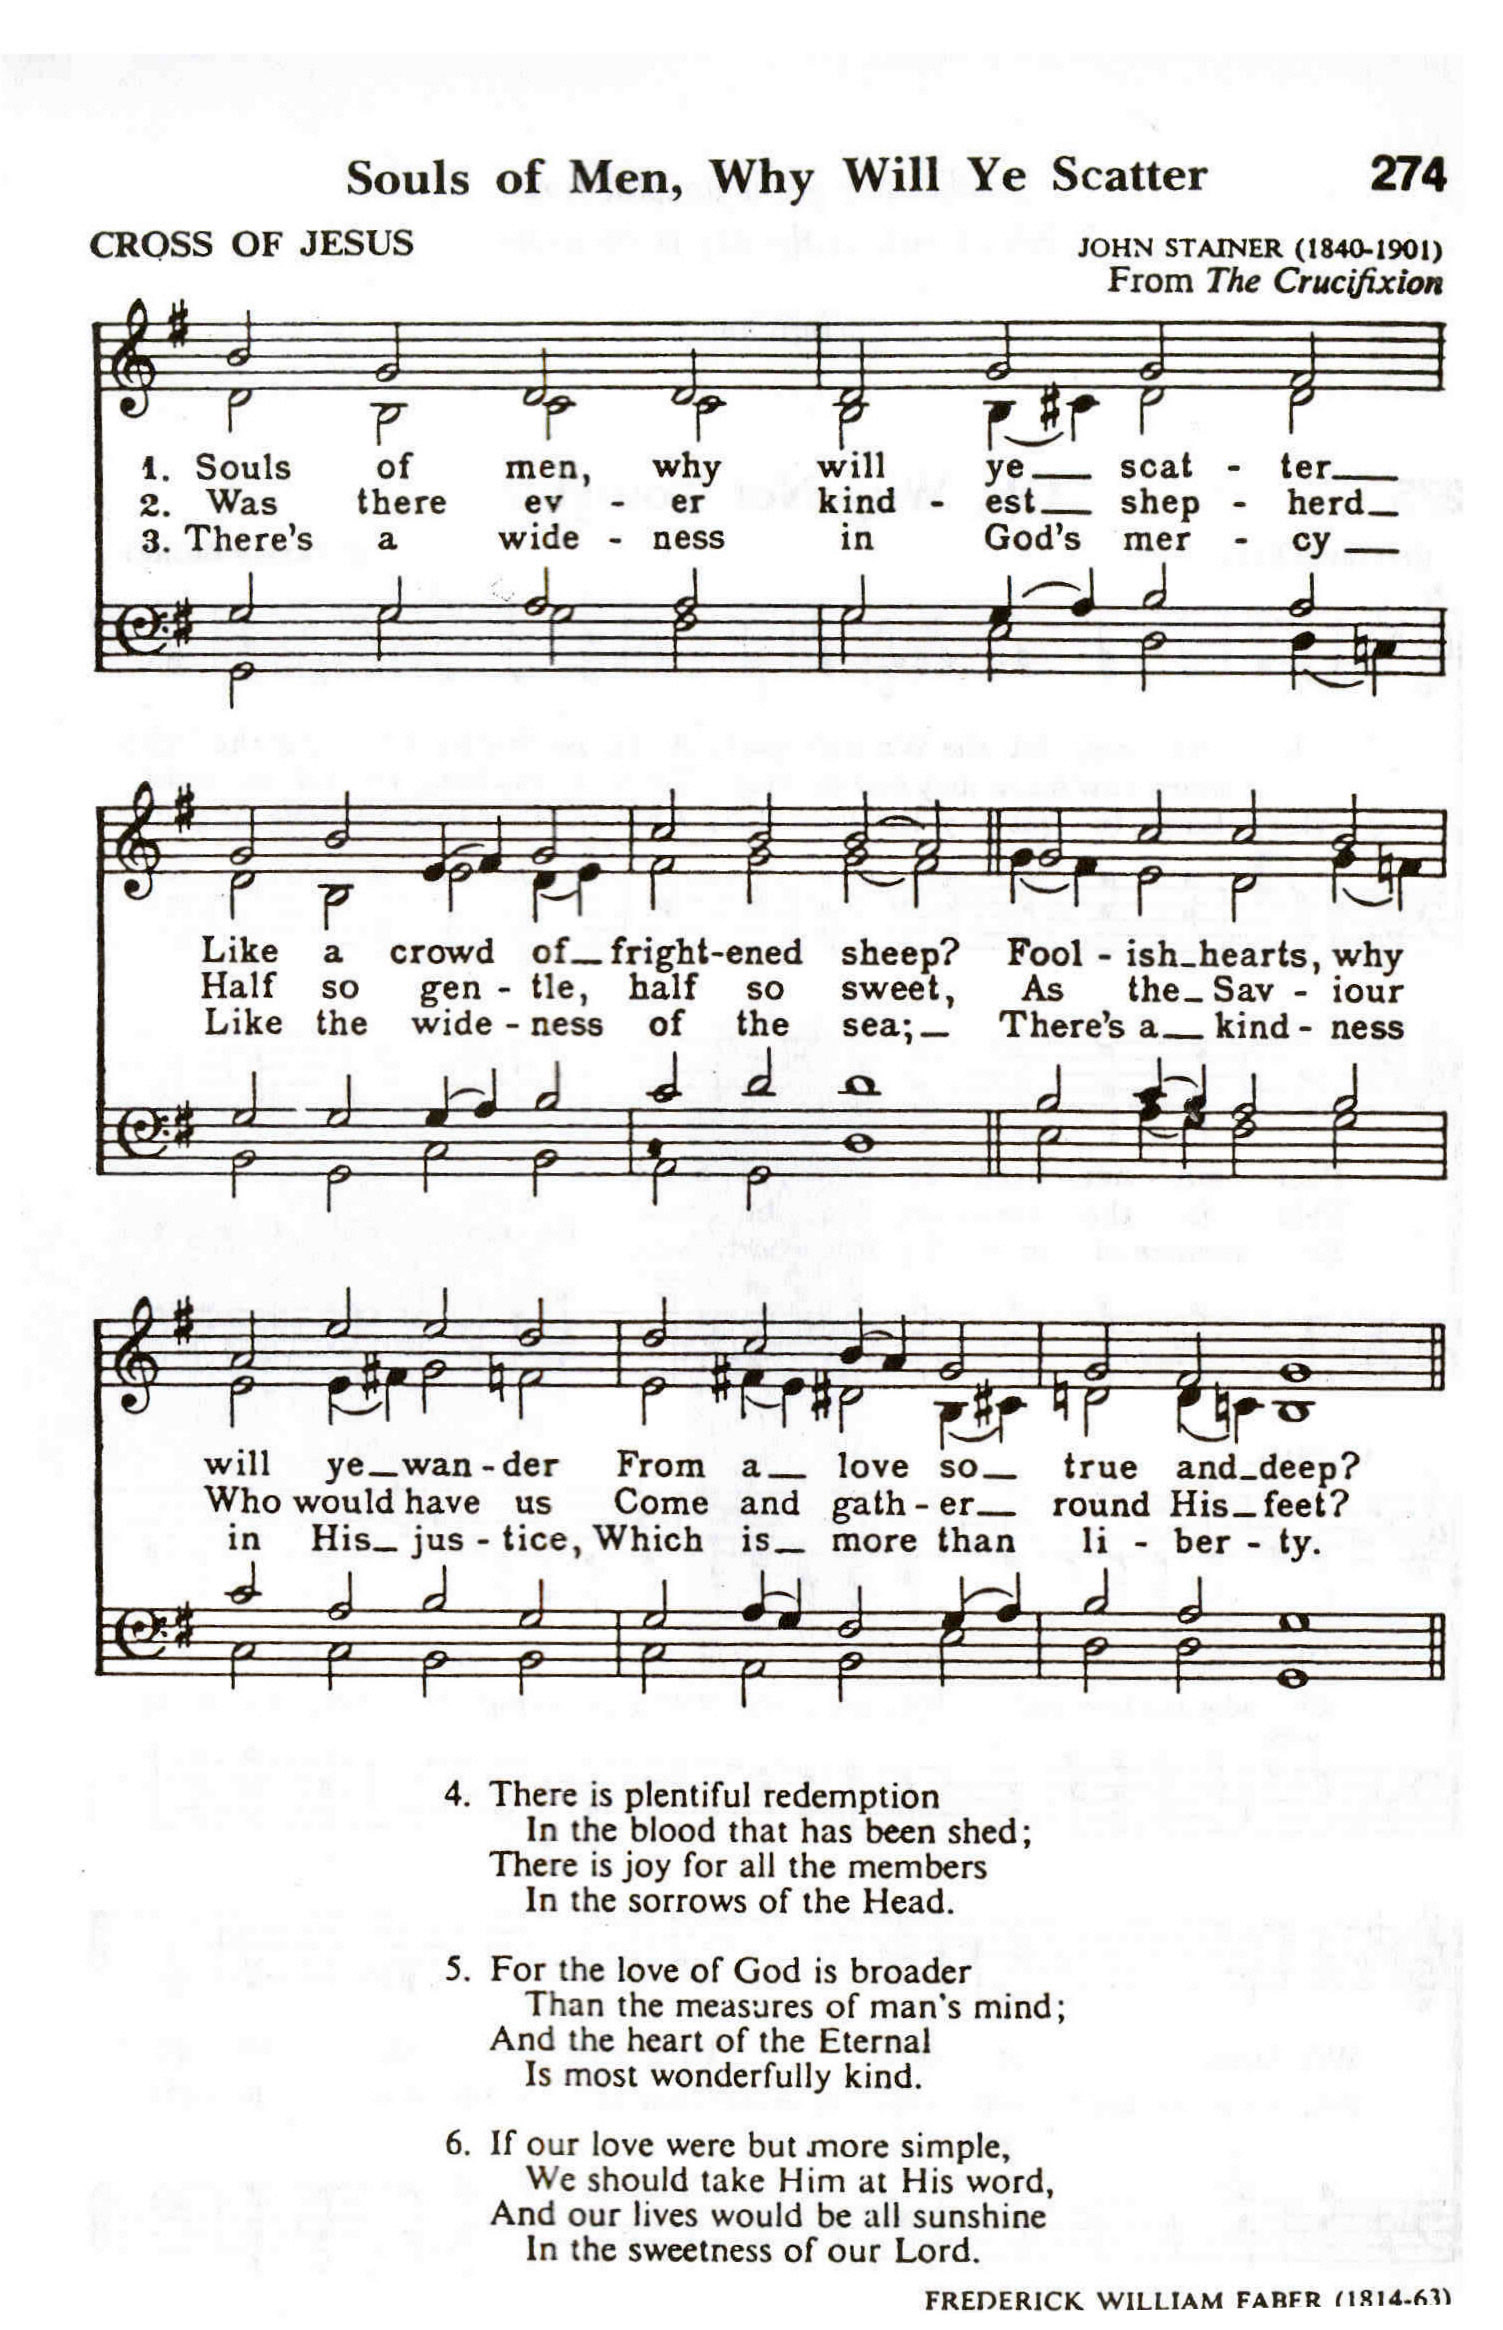 Souls of Men, Why Will Ye Scatter 274
CROSS OF JESUS
JOHN STAINER (1840-1901)
From The Crucifixion
1. Souls of men, why will ye__ scat - ter__
2. Was there ev - er kind - est__ shep - herd__
3. There's a wide - ness in God's mer - cy__
Like a crowd of__ fright-ened sheep? Fool - ish__hearts, why
Half so gen - tle, half so sweet, As the__ Sav - iour
Like the wide - ness of the sea;__ There's a__ kind - ness
will ye__wan - der From a__ love so__ true and__deep?
Who would have us Come and gath - er__ round His__feet?
in His__ jus - tice, Which is__ more than li - ber - ty.
4. There is plentiful redemption
In the blood that has been shed;
There is joy for all the members
In the sorrows of the Head.
5. For the love of God is broader
Than the measures of man's mind;
And the heart of the Eternal
Is most wonderfully kind.
6. If our love were but more simple,
We should take Him at His word,
And our lives would be all sunshine
In the sweetness of our Lord.
FREDERICK WILLIAM FABER (1814-63)